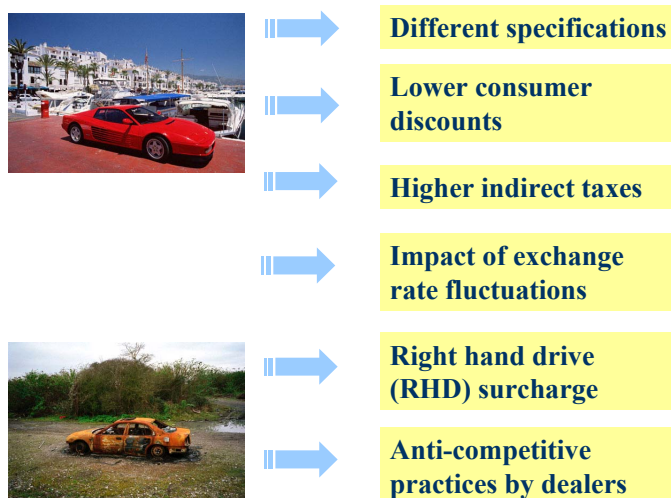 Different specifications
Lower consumer
discounts
Higher indirect taxes
Impact of exchange
rate fluctuations
Right hand drive
(RHD) surcharge
Anti-competitive
practices by dealers